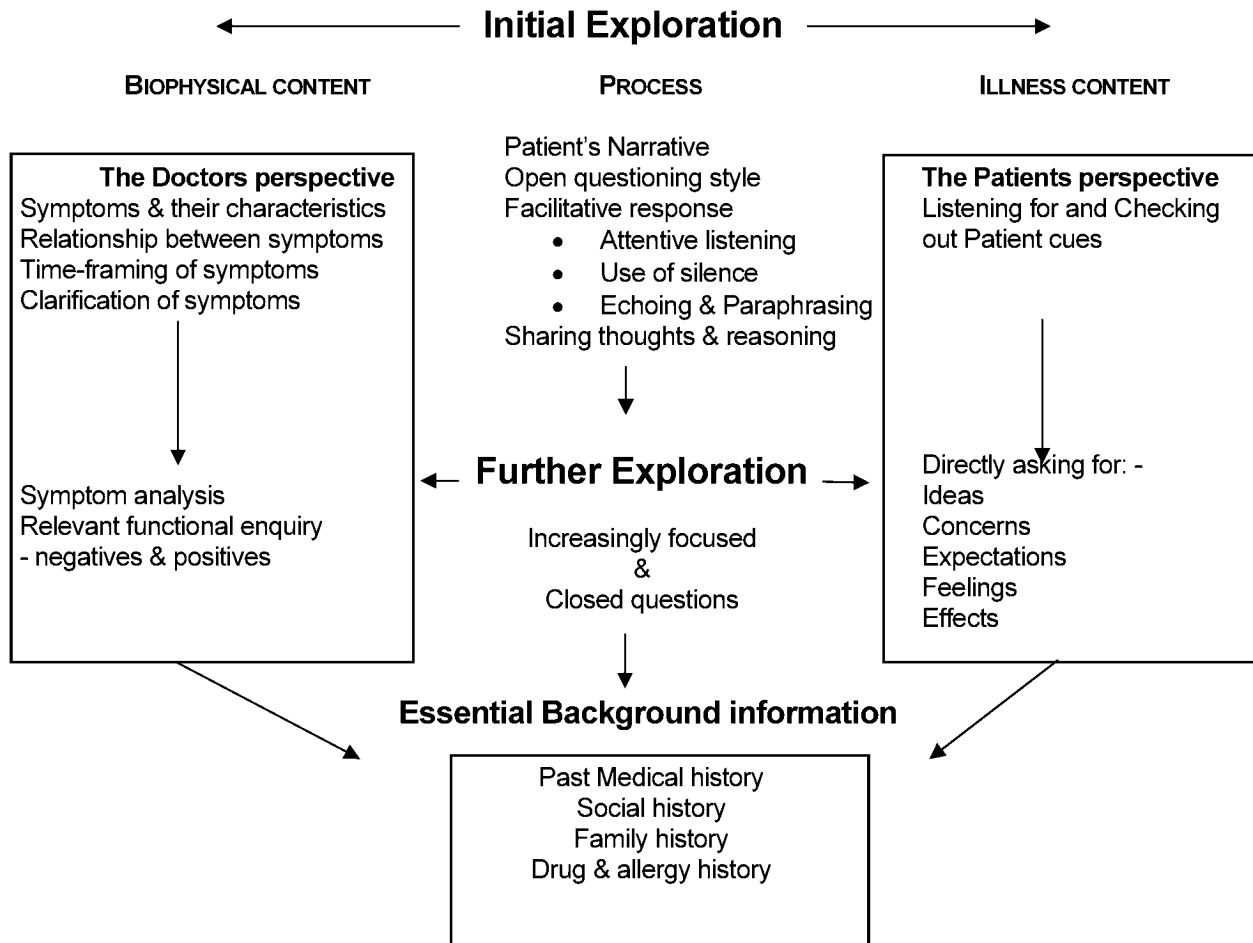 Initial Exploration
BIOPHYSICAL CONTENT
PROCESS
ILLNESS CONTENT
The Doctors perspective
Symptoms & their characteristics
Relationship between symptoms
Time-framing of symptoms
Clarification of symptoms
Symptom analysis
Relevant functional enquiry
- negatives & positives
Patient's Narrative
Open questioning style
Facilitative response
• Attentive listening
• Use of silence
• Echoing & Paraphrasing
Sharing thoughts & reasoning
Further Exploration
Increasingly focused
&
Closed questions
The Patients perspective
Listening for and Checking
out Patient cues
Directly asking for: -
Ideas
Concerns
Expectations
Feelings
Effects
Essential Background information
Past Medical history
Social history
Family history
Drug & allergy history